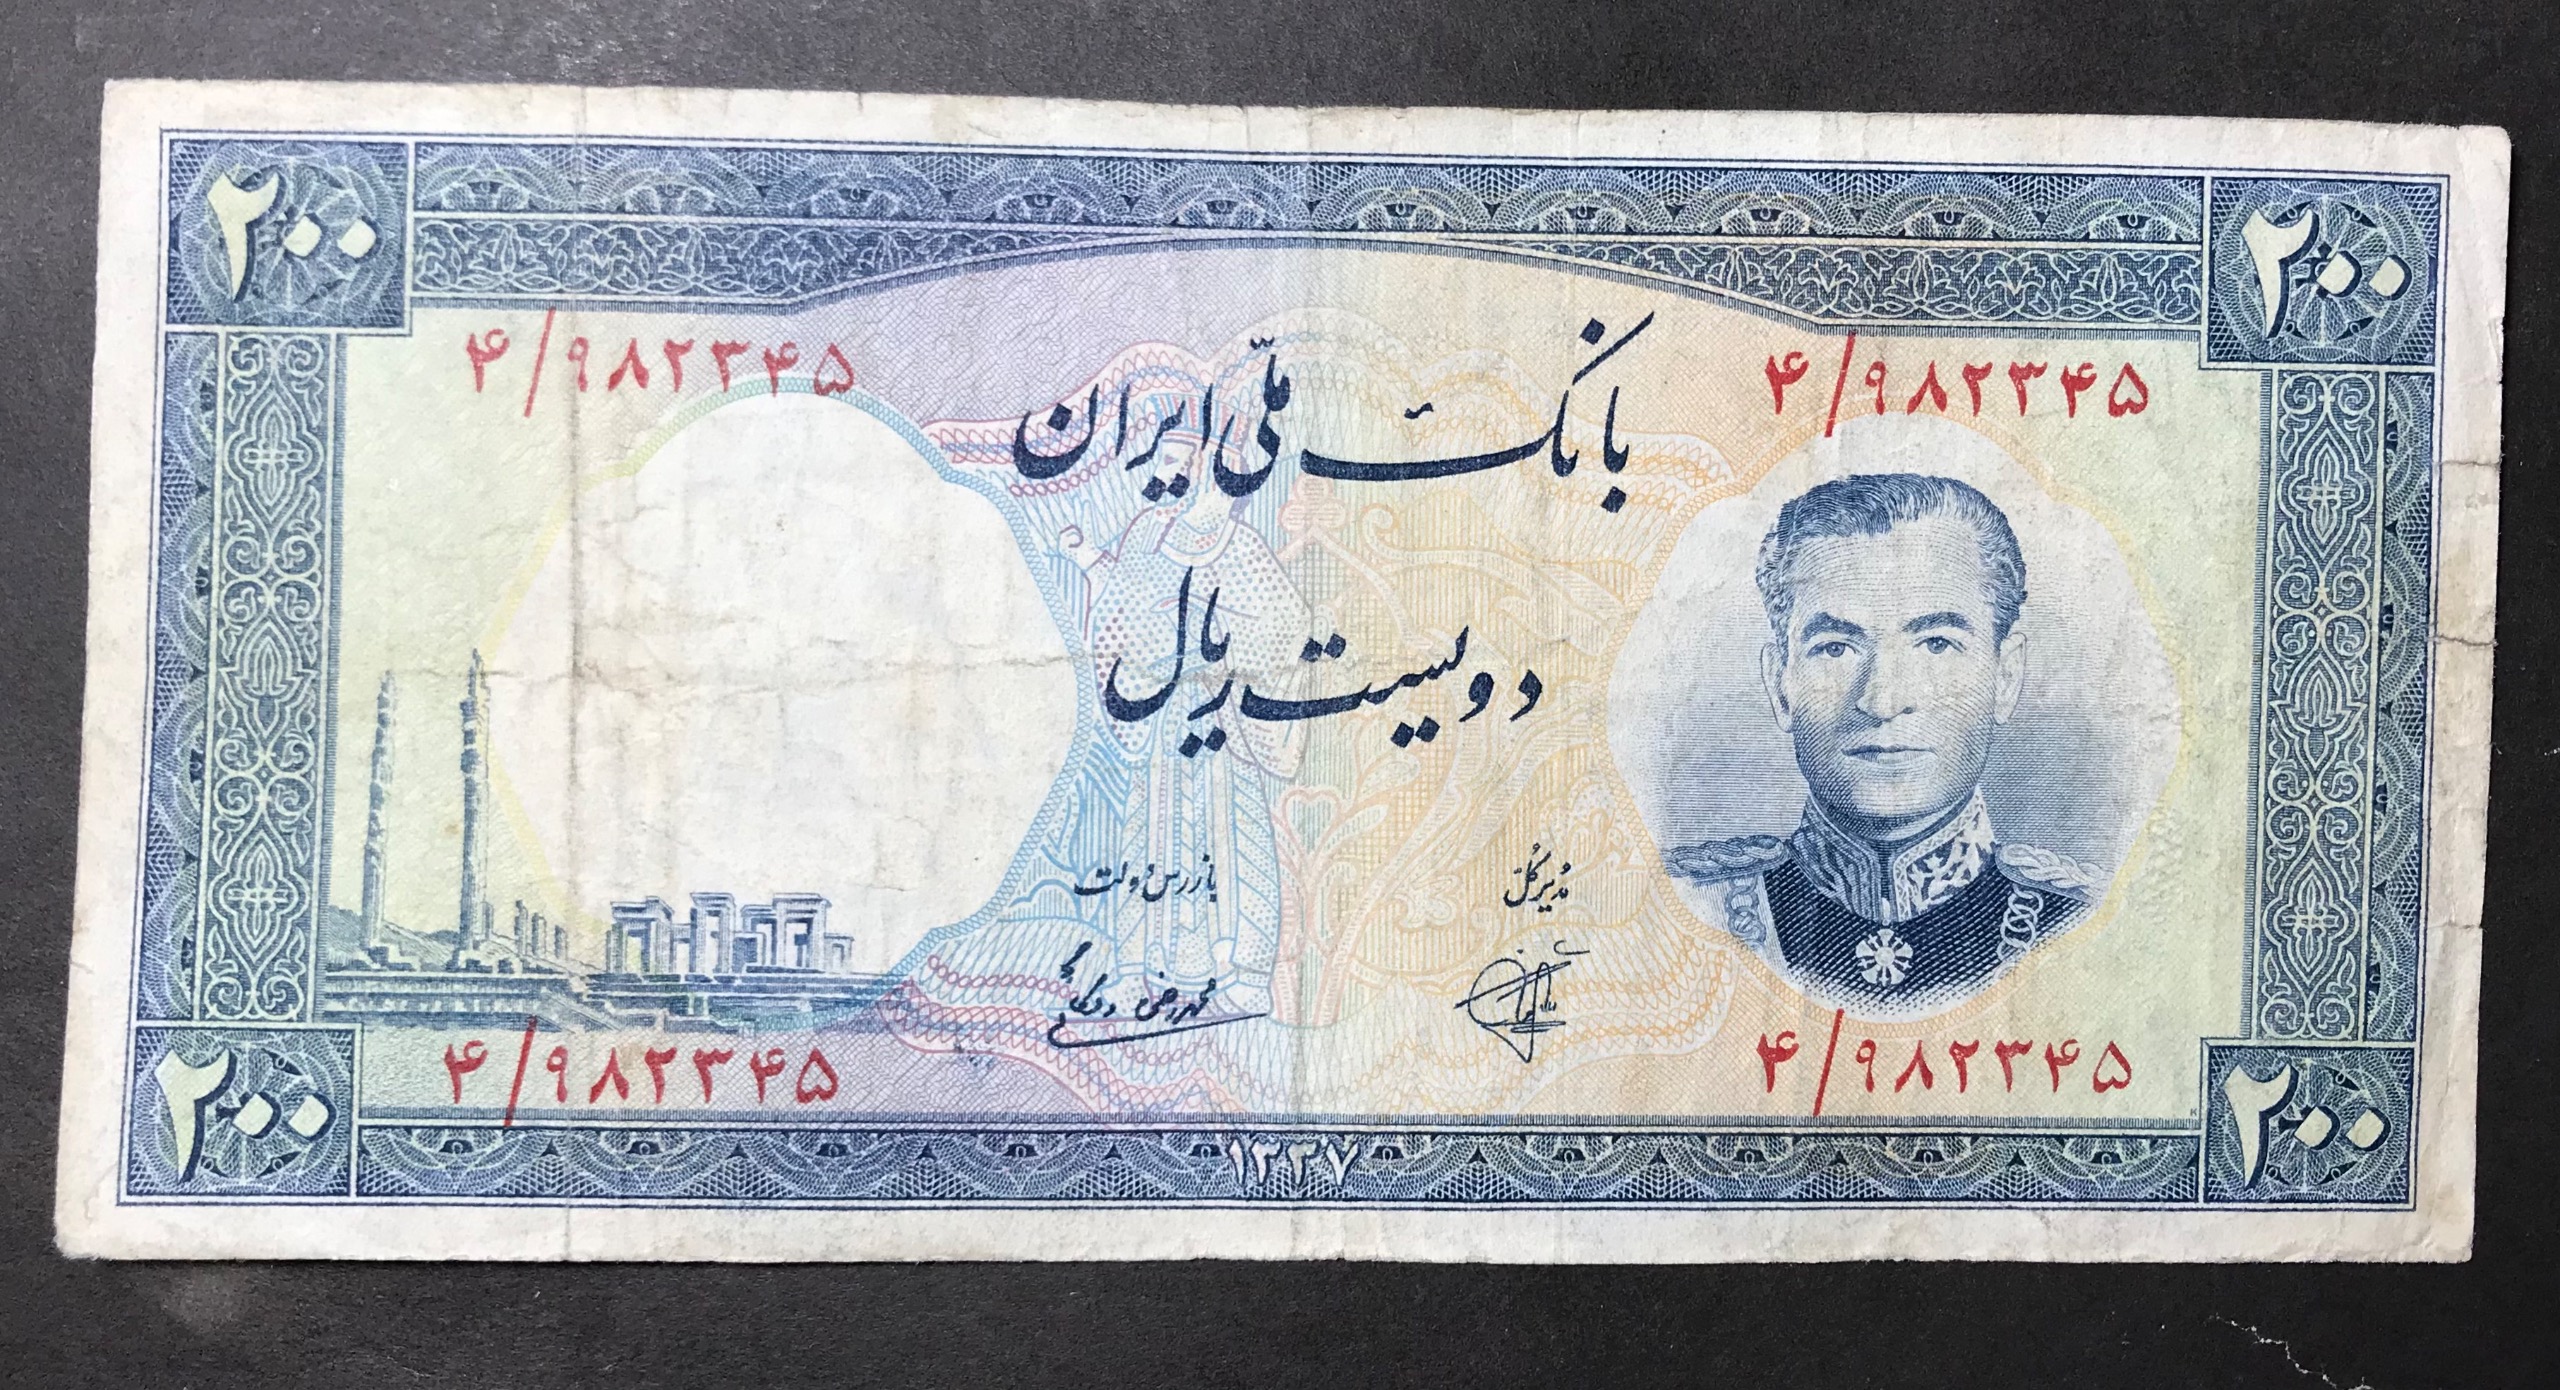 ۲۰۰
۲۰۰
۴/۹۸۲۳۴۵
۴/۹۸۲۳۴۵
بانک ملّی ایران
دویست ریال
مدیر کلّ
بازرس دولت
۴/۹۸۲۳۴۵
۴/۹۸۲۳۴۵
۲۰۰
۱۳۳۷
۲۰۰